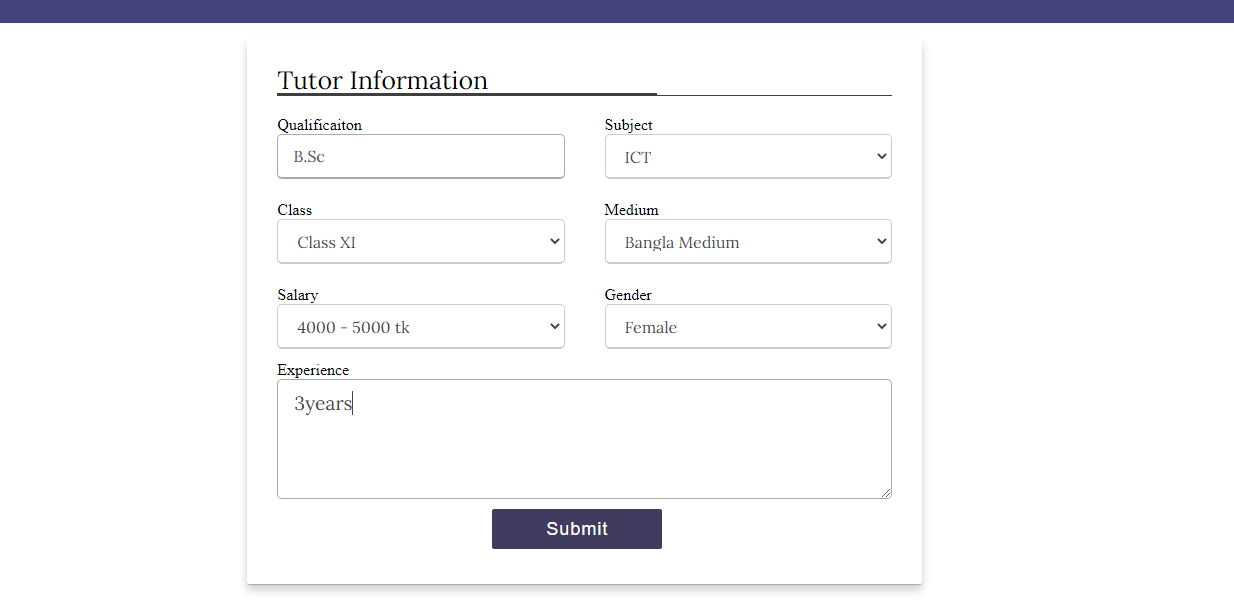 Tutor Information
Qualificaiton Subject
B.Sc ICT
Class Medium
Class XI Bangla Medium
Salary Gender
4000 - 5000 tk Female
Experience
3years
Submit